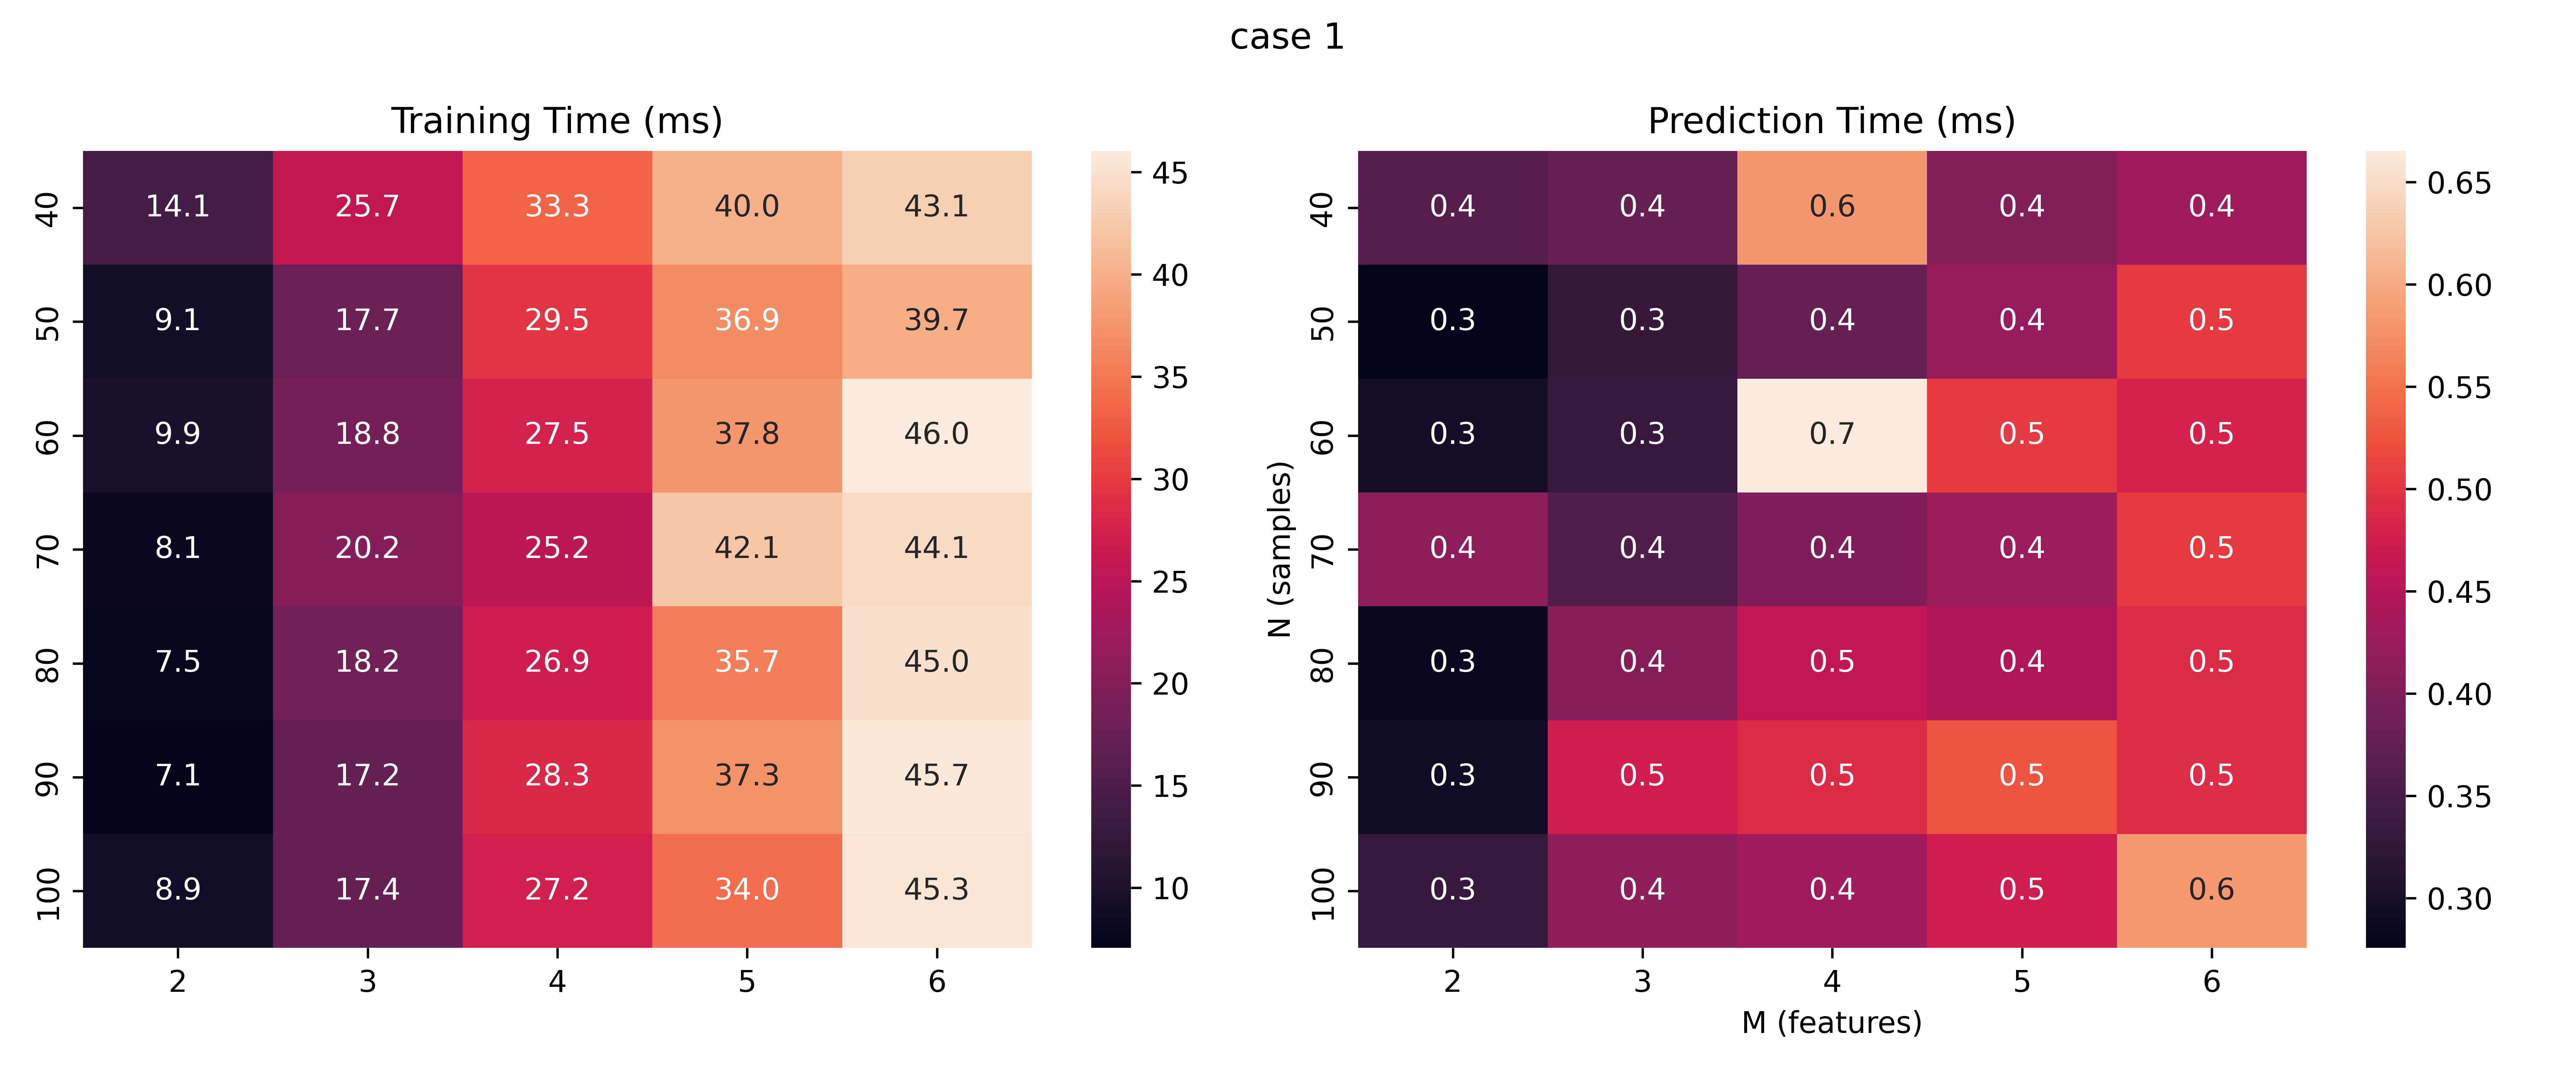 case 1
Training Time (ms)
40 14.1 25.7 33.3 40.0 43.1
50 9.1 17.7 29.5 36.9 39.7
60 9.9 18.8 27.5 37.8 46.0
70 8.1 20.2 25.2 42.1 44.1
80 7.5 18.2 26.9 35.7 45.0
90 7.1 17.2 28.3 37.3 45.7
100 8.9 17.4 27.2 34.0 45.3
2 3 4 5 6
45
40
35
30
25
20
15
10
Prediction Time (ms)
N (samples)
40 0.4 0.4 0.6 0.4 0.4
50 0.3 0.3 0.4 0.4 0.5
60 0.3 0.3 0.7 0.5 0.5
70 0.4 0.4 0.4 0.4 0.5
80 0.3 0.4 0.5 0.4 0.5
90 0.3 0.5 0.5 0.5 0.5
100 0.3 0.4 0.4 0.5 0.6
2 3 4 5 6
M (features)
0.65
0.60
0.55
0.50
0.45
0.40
0.35
0.30